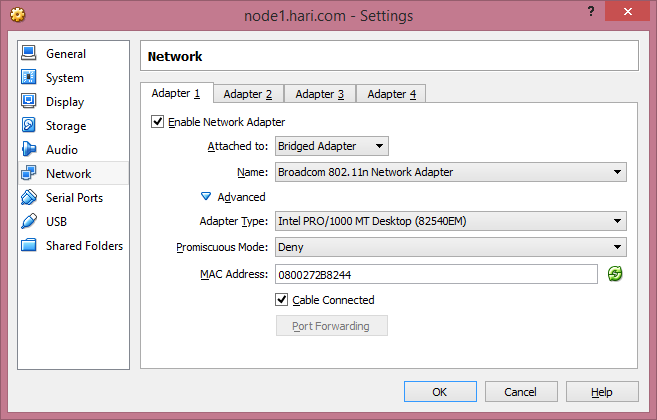 node1.hari.com - Settings
? ×
General
System
Display
Storage
Audio
Network
Serial Ports
USB
Shared Folders
Network
Adapter 1 Adapter 2 Adapter 3 Adapter 4
Enable Network Adapter
Attached to: Bridged Adapter
Name: Broadcom 802.11n Network Adapter
Advanced
Adapter Type: Intel PRO/1000 MT Desktop (82540EM)
Promiscuous Mode: Deny
MAC Address: 0800272B8244
Cable Connected
Port Forwarding
OK Cancel Help